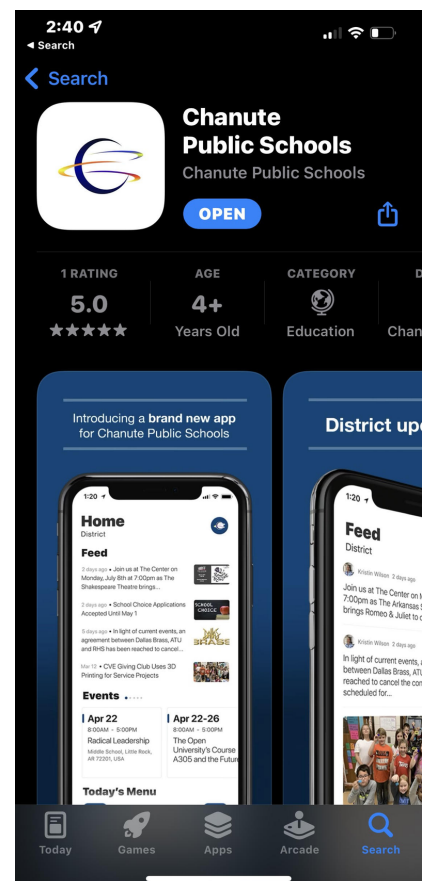 2:40
Search
Search
Chanute
Public Schools
Chanute Public Schools
OPEN
1 RATING
5.0
AGE
4+
Years Old
CATEGORY
Education
D
Chan
Introducing a brand new app
for Chanute Public Schools
1:20
Home
District
Feed
3 days ago • Join us at The Center on
Monday, July 8th at 7:00pm as The
Shakespeare Theatre brings...
3 days ago • School Choice Applications
Accepted Until May 1
SCHOOL
CHOICE
5 days ago • In light of current events, an
agreement between Dallas Brass, ATU
and RHS has been reached to cancel...
BRASS
Mar 12 • CVE Giving Club Uses 3D
Printing for Service Projects
Events
Apr 22
8:00AM - 5:00PM
Radical Leadership
Middle School, Little Rock,
AR 72201, USA
Apr 22-26
8:00AM - 5:00PM
The Open
University's Course
A305 and the Future
Today's Menu
District upd
1:20
Feed
District
Kristin Wilson 2 days ago
Join us at The Center on M
7:00pm as The Arkansas S
brings Romeo & Juliet to c
Kristin Wilson 2 days ago
In light of current events, a
agreement between Dallas Brass, ATU
reached to cancel the con
scheduled for...
Today
Games
Apps
Arcade
Search